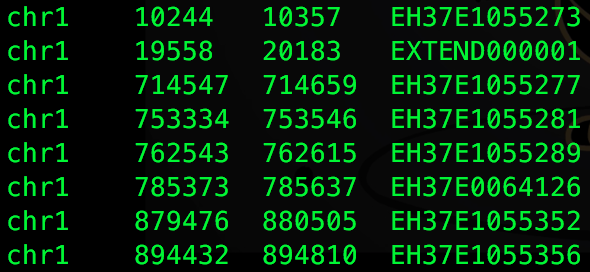 chr1 10244 10357 EH37E1055273
chr1 19558 20183 EXTEND000001
chr1 714547 714659 EH37E1055277
chr1 753334 753546 EH37E1055281
chr1 762543 762615 EH37E1055289
chr1 785373 785637 EH37E0064126
chr1 879476 880505 EH37E1055352
chr1 894432 894810 EH37E1055356